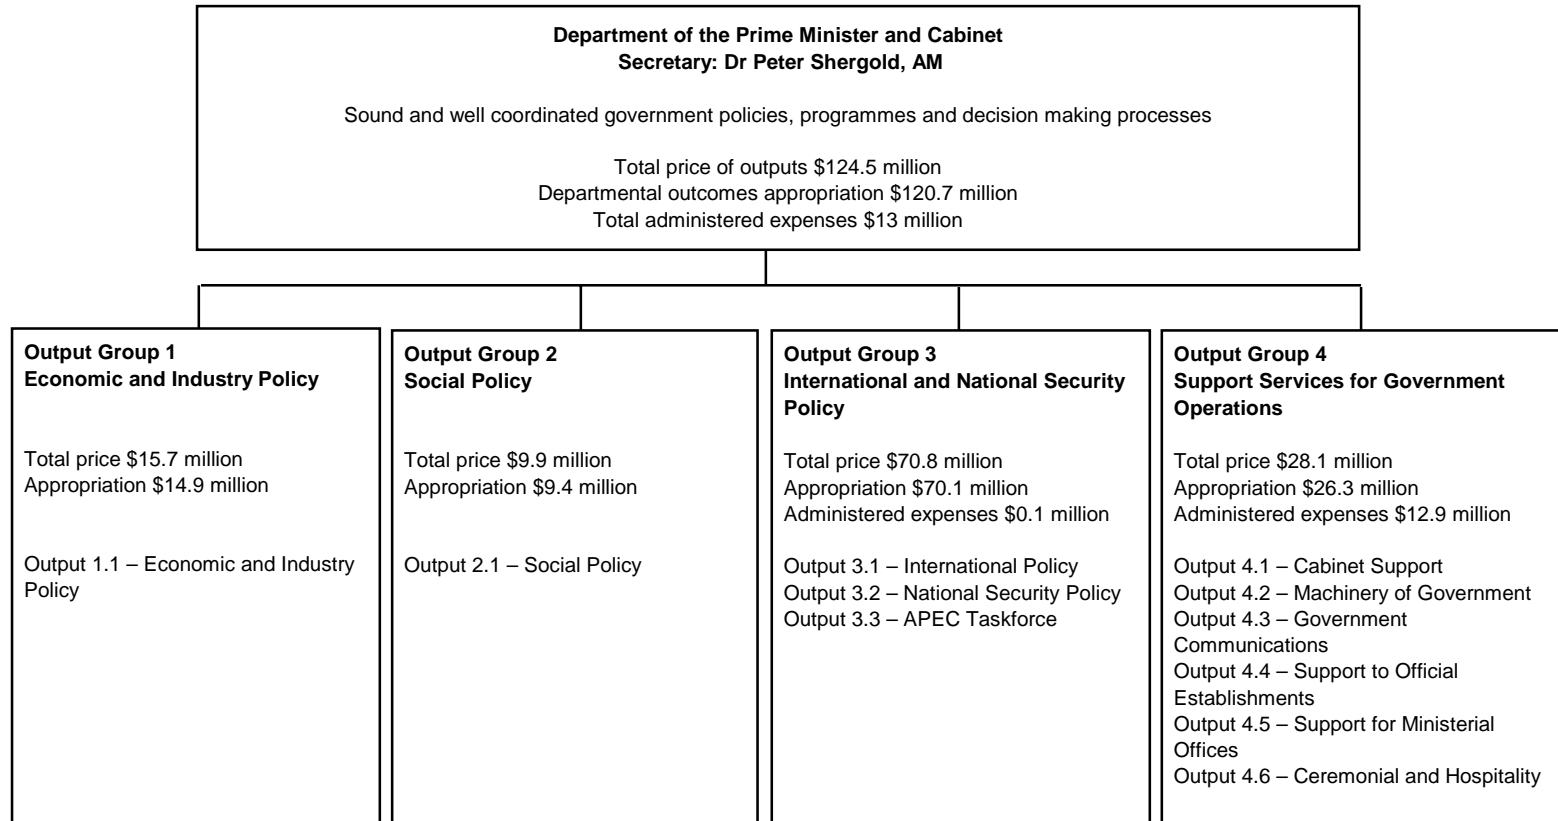 Department of the Prime Minister and Cabinet
Secretary: Dr Peter Shergold, AM
Sound and well coordinated government policies, programmes and decision making processes
Total price of outputs $124.5 million
Departmental outcomes appropriation $120.7 million
Total administered expenses $13 million
Output Group 1
Economic and Industry Policy
Total price $15.7 million
Appropriation $14.9 million
Output 1.1 – Economic and Industry
Policy
Output Group 2
Social Policy
Total price $9.9 million
Appropriation $9.4 million
Output 2.1 – Social Policy
Output Group 3
International and National Security
Policy
Total price $70.8 million
Appropriation $70.1 million
Administered expenses $0.1 million
Output 3.1 – International Policy
Output 3.2 – National Security Policy
Output 3.3 – APEC Taskforce
Output Group 4
Support Services for Government
Operations
Total price $28.1 million
Appropriation $26.3 million
Administered expenses $12.9 million
Output 4.1 – Cabinet Support
Output 4.2 – Machinery of Government
Output 4.3 – Government
Communications
Output 4.4 – Support to Official
Establishments
Output 4.5 – Support for Ministerial
Offices
Output 4.6 – Ceremonial and Hospitality